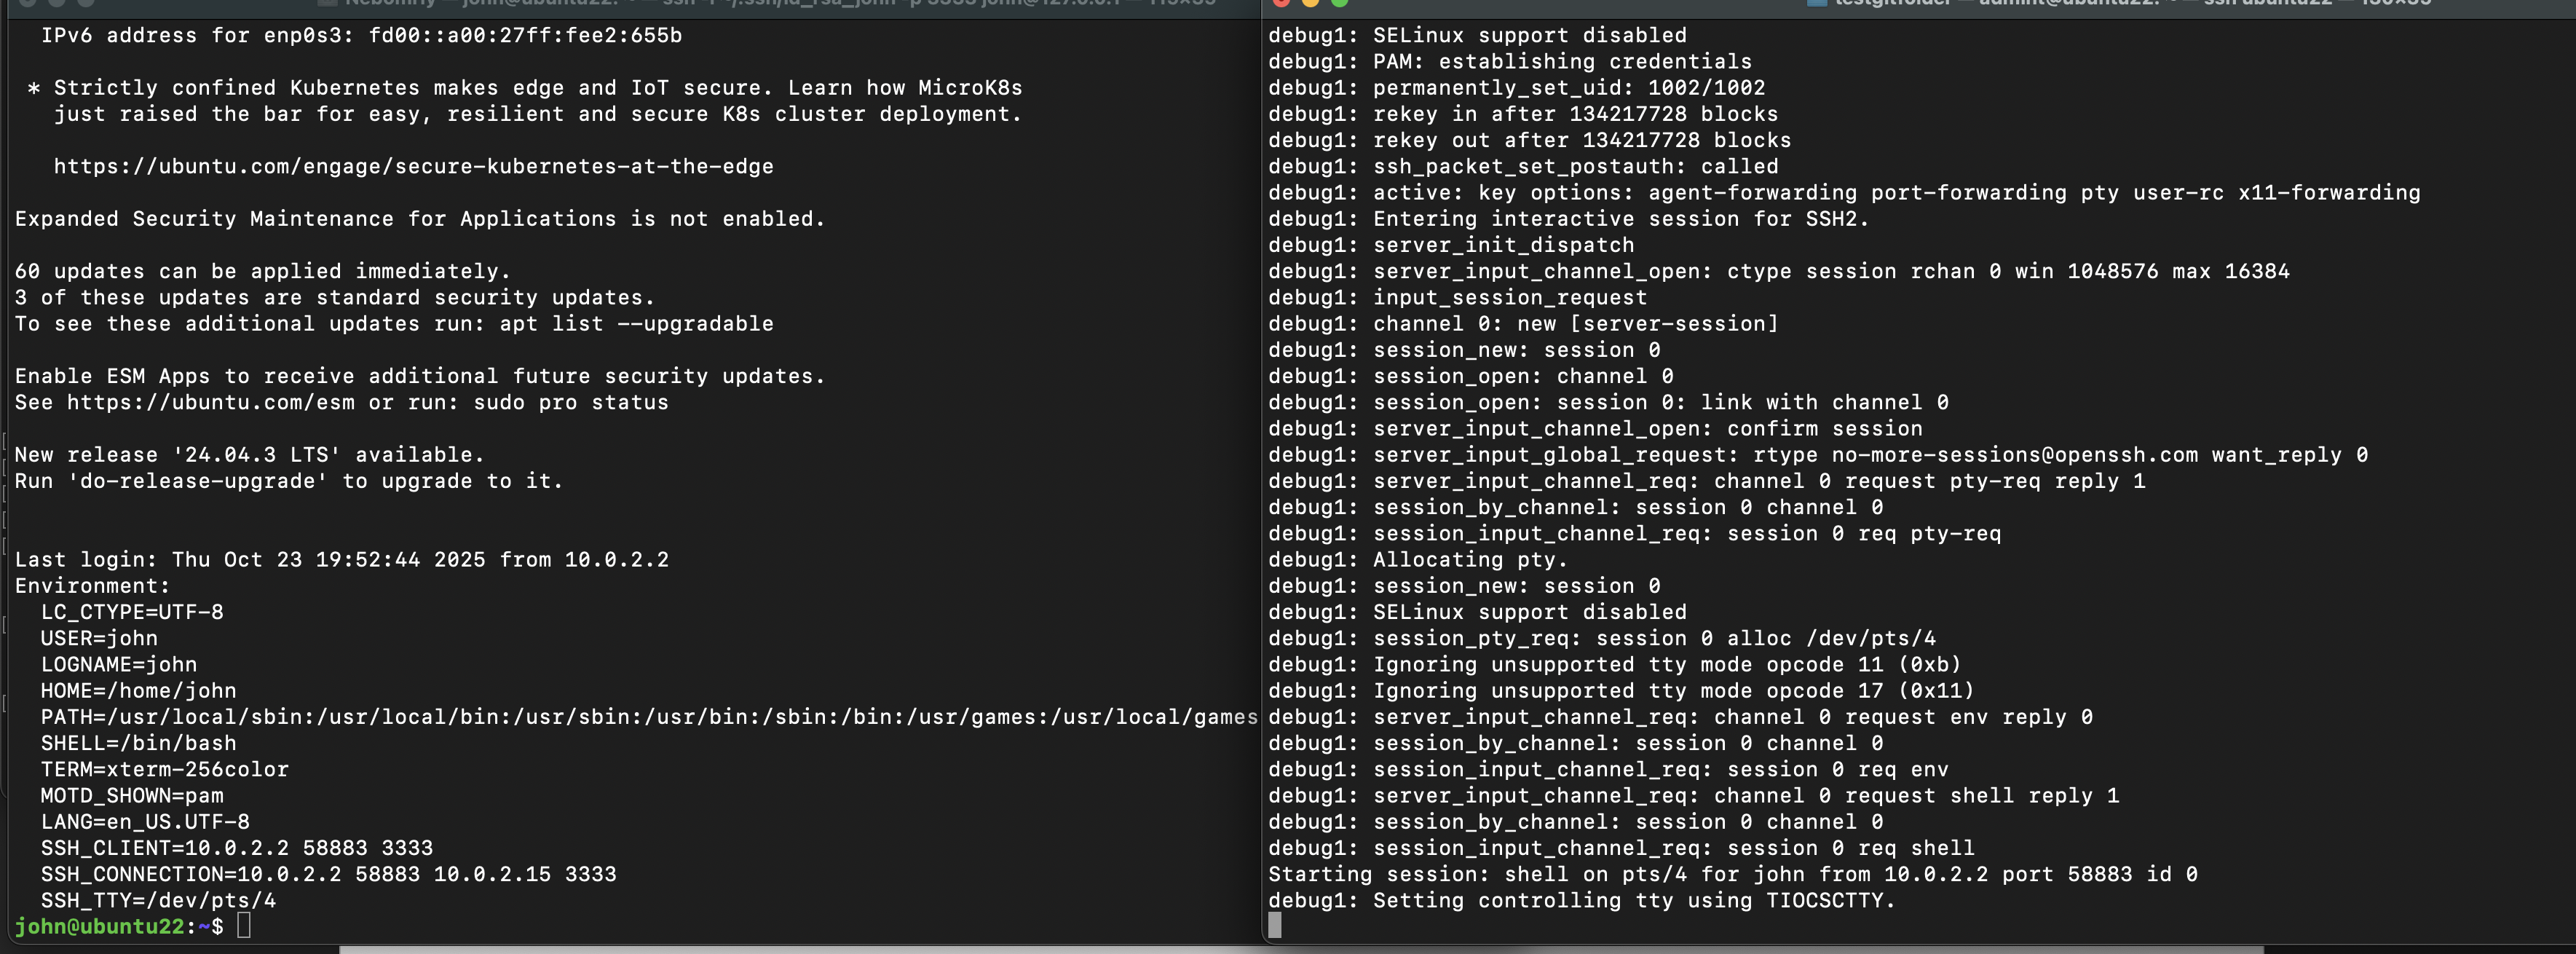 IPv6 address for enp0s3: fd00::a00:27ff:fee2:655b
* Strictly confined Kubernetes makes edge and IoT secure. Learn how MicroK8s
just raised the bar for easy, resilient and secure K8s cluster deployment.
https://ubuntu.com/engage/secure-kubernetes-at-the-edge
Expanded Security Maintenance for Applications is not enabled.
60 updates can be applied immediately.
3 of these updates are standard security updates.
To see these additional updates run: apt list --upgradable
Enable ESM Apps to receive additional future security updates.
See https://ubuntu.com/esm or run: sudo pro status
New release '24.04.3 LTS' available.
Run 'do-release-upgrade' to upgrade to it.
Last login: Thu Oct 23 19:52:44 2025 from 10.0.2.2
Environment:
LC_CTYPE=UTF-8
USER=john
LOGNAME=john
HOME=/home/john
PATH=/usr/local/sbin:/usr/local/bin:/usr/sbin:/usr/bin:/sbin:/bin:/usr/games:/usr/local/games
SHELL=/bin/bash
TERM=xterm-256color
MOTD_SHOWN=pam
LANG=en_US.UTF-8
SSH_CLIENT=10.0.2.2 58883 3333
SSH_CONNECTION=10.0.2.2 58883 10.0.2.15 3333
SSH_TTY=/dev/pts/4
john@ubuntu22:~$
debug1: SELinux support disabled
debug1: PAM: establishing credentials
debug1: permanently_set_uid: 1002/1002
debug1: rekey in after 134217728 blocks
debug1: rekey out after 134217728 blocks
debug1: ssh_packet_set_postauth: called
debug1: active: key options: agent-forwarding port-forwarding pty user-rc x11-forwarding
debug1: Entering interactive session for SSH2.
debug1: server_init_dispatch
debug1: server_input_channel_open: ctype session rchan 0 win 1048576 max 16384
debug1: input_session_request
debug1: channel 0: new [server-session]
debug1: session_new: session 0
debug1: session_open: channel 0
debug1: session_open: session 0: link with channel 0
debug1: server_input_channel_open: confirm session
debug1: server_input_global_request: rtype no-more-sessions@openssh.com want_reply 0
debug1: server_input_channel_req: channel 0 request pty-req reply 1
debug1: session_by_channel: session 0 channel 0
debug1: session_input_channel_req: session 0 req pty-req
debug1: Allocating pty.
debug1: session_new: session 0
debug1: SELinux support disabled
debug1: session_pty_req: session 0 alloc /dev/pts/4
debug1: Ignoring unsupported tty mode opcode 11 (0xb)
debug1: Ignoring unsupported tty mode opcode 17 (0x11)
debug1: server_input_channel_req: channel 0 request env reply 0
debug1: session_by_channel: session 0 channel 0
debug1: session_input_channel_req: session 0 req env
debug1: server_input_channel_req: channel 0 request shell reply 1
debug1: session_by_channel: session 0 channel 0
debug1: session_input_channel_req: session 0 req shell
Starting session: shell on pts/4 for john from 10.0.2.2 port 58883 id 0
debug1: Setting controlling tty using TIOCSCTTY.